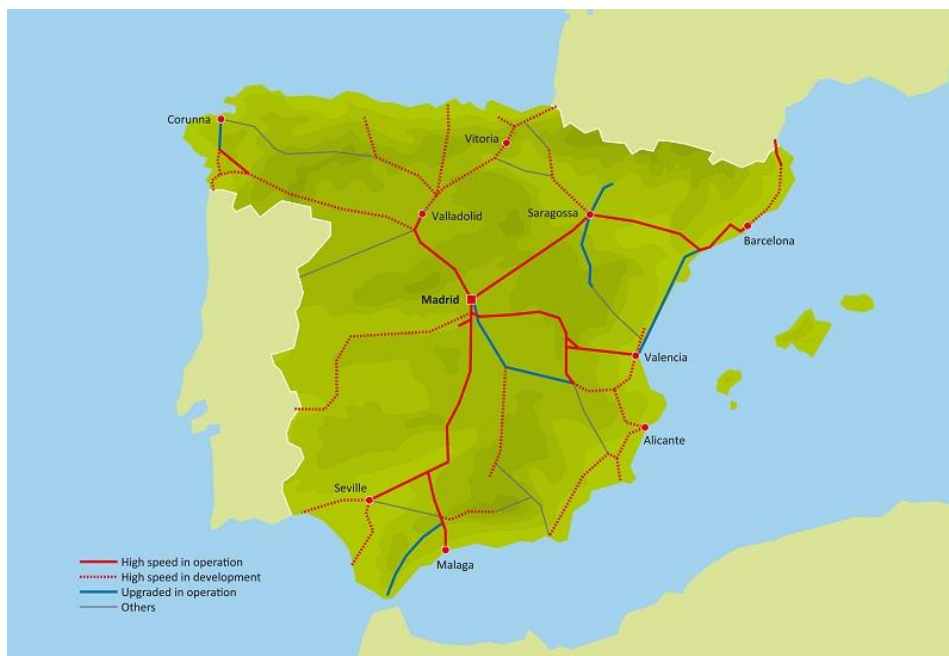 Corunna
Vitoria
Valladolid
Saragossa
Barcelona
Madrid
Valencia
Alicante
Seville
Malaga
High speed in operation
High speed in development
Upgraded in operation
Others